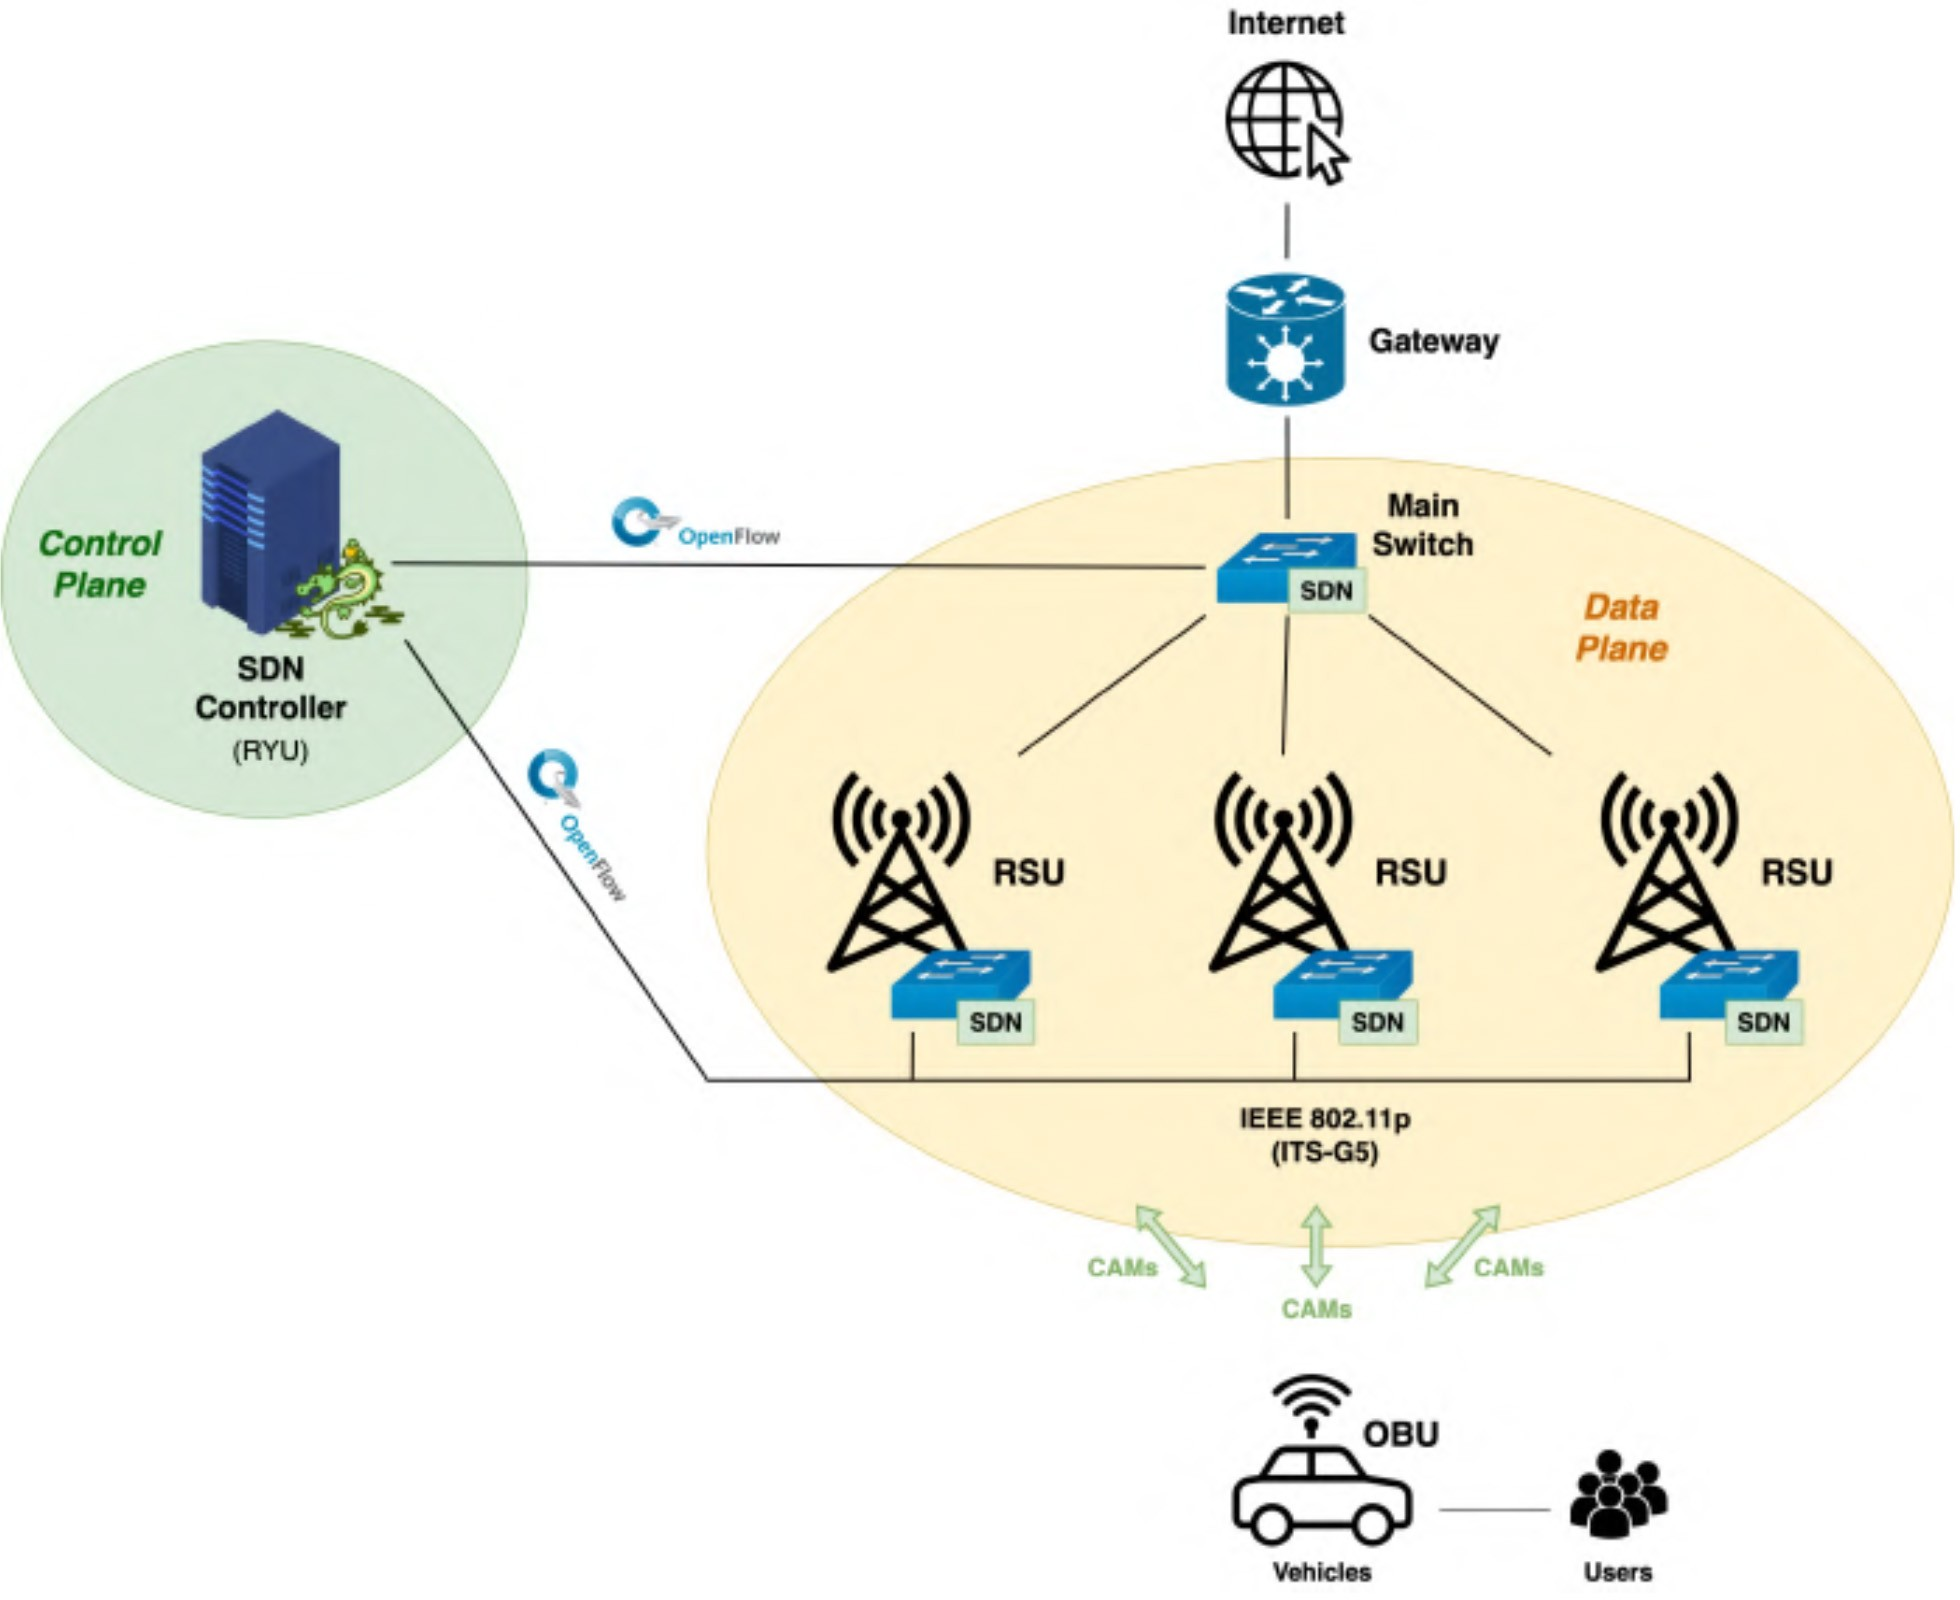 Internet
Gateway
Main
Switch
SDN
Data
Plane
OpenFlow
Control
Plane
SDN
Controller
(RYU)
OpenFlow
RSU
RSU
RSU
SDN
SDN
SDN
IEEE 802.11p
(ITS-G5)
CAMs
CAMs
CAMs
OBU
Vehicles
Users